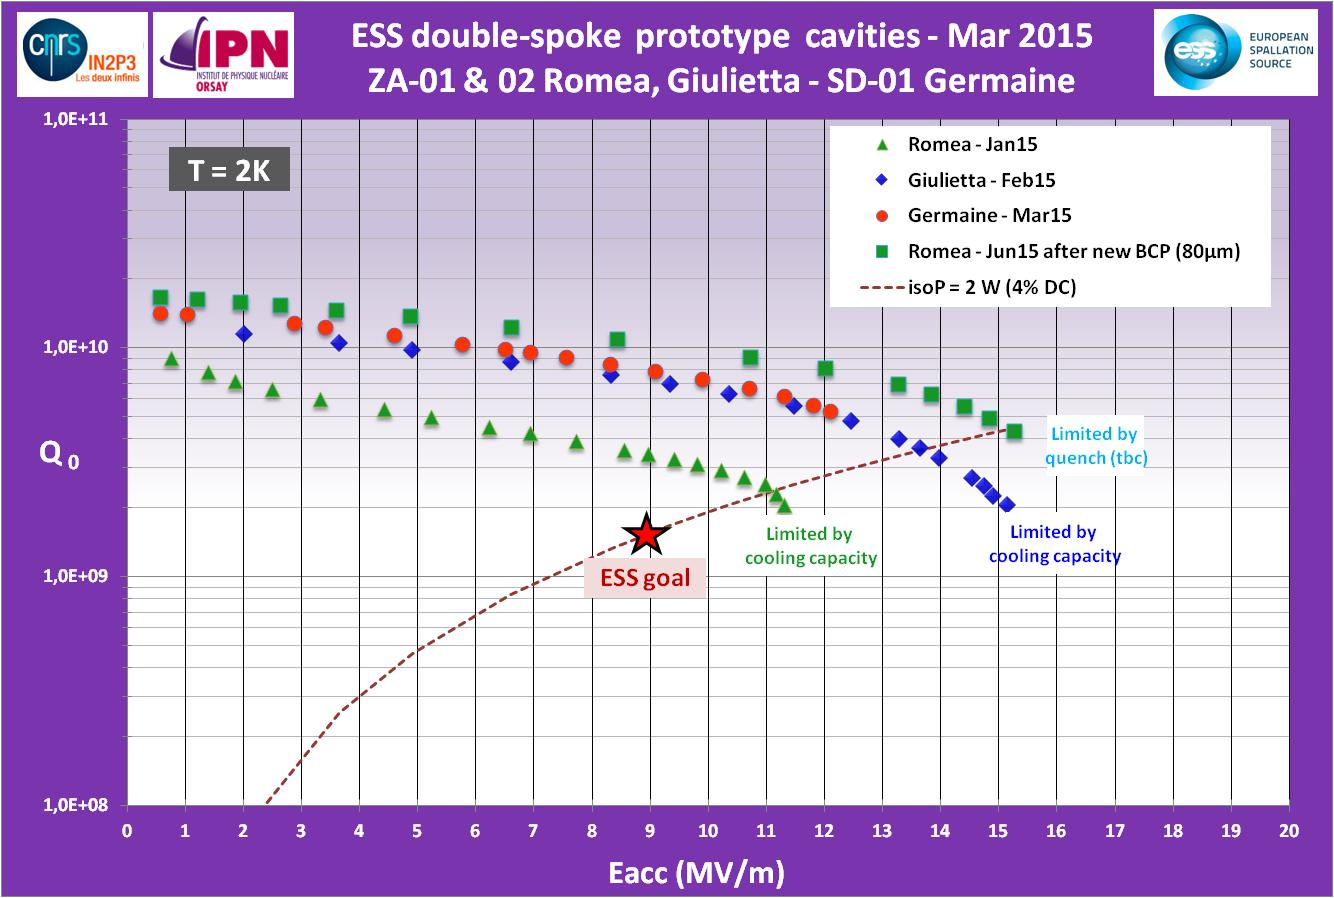 cnrs
IN2P3
Les deux infinis
IPN
INSTITUT DE PHYSIQUE NUCLÉAIRE
ORSAY
ESS double-spoke prototype cavities - Mar 2015
ZA-01 & 02 Romea, Giulietta - SD-01 Germaine
ess
EUROPEAN
SPALLATION
SOURCE
T = 2K
Romea - Jan15
Giulietta - Feb15
Germaine - Mar15
Romea - Jun15 after new BCP (80µm)
isoP = 2 W (4% DC)
1,0E+11
1,0E+10
1,0E+09
1,0E+08
Q0
Limited by
quench (tbc)
Limited by
cooling capacity
Limited by
cooling capacity
ESS goal
0 1 2 3 4 5 6 7 8 9 10 11 12 13 14 15 16 17 18 19 20
Eacc (MV/m)